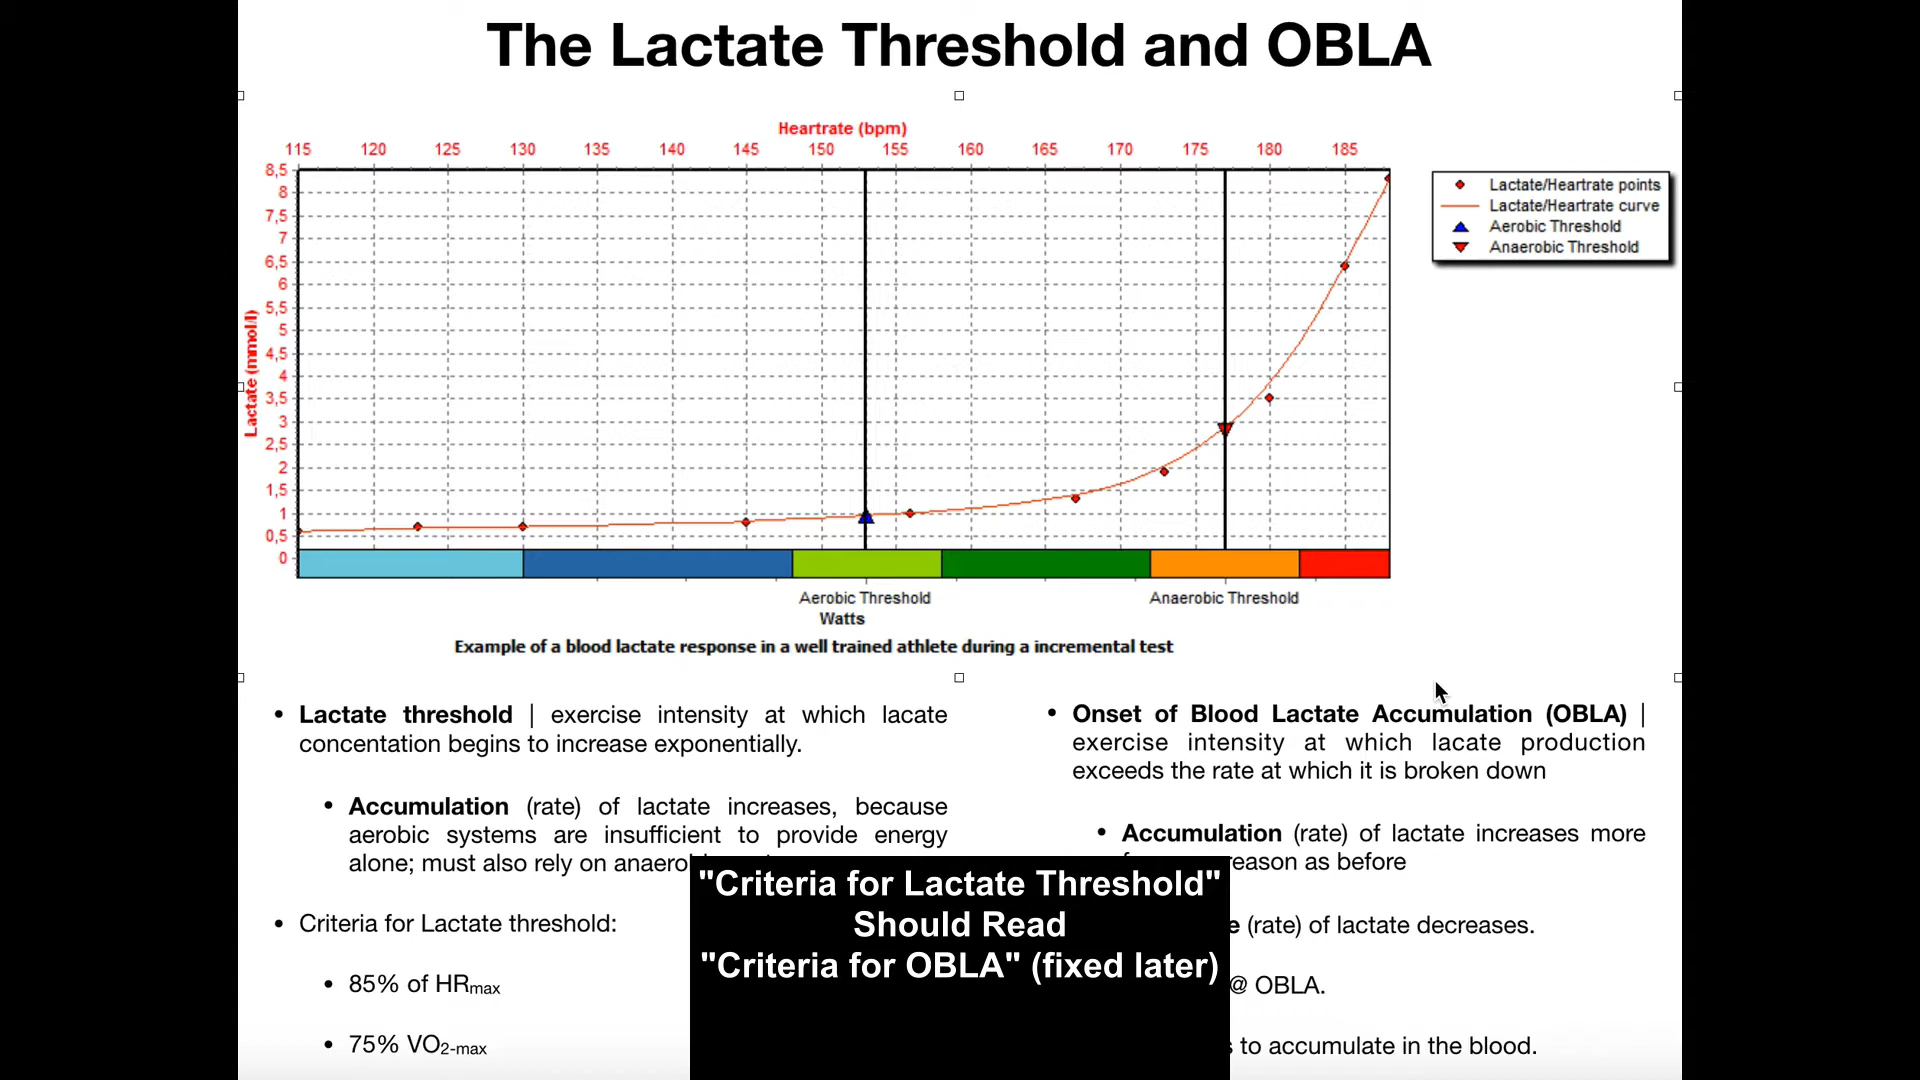 The Lactate Threshold and OBLA
Heartrate (bpm)
115 120 125 130 135 140 145 150 155 160 165 170 175 180 185
Lactate (mmol/l)
8,5
8
7,5
7
6,5
6
5,5
5
4,5
4
3,5
3
2,5
2
1,5
1
0,5
0
Lactate/Heartrate points
Lactate/Heartrate curve
Aerobic Threshold
Anaerobic Threshold
Aerobic Threshold
Anaerobic Threshold
Watts
Example of a blood lactate response in a well trained athlete during a incremental test
• Lactate threshold | exercise intensity at which lacate
concentation begins to increase exponentially.
• Accumulation (rate) of lactate increases, because
aerobic systems are insufficient to provide energy
alone; must also rely on
• Criteria for Lactate threshold:
• 85% of HRmax
• 75% VO2-max
• Onset of Blood Lactate Accumulation (OBLA) |
exercise intensity at which lacate production
exceeds the rate at which it is broken down
• Accumulation (rate) of lactate increases more
reason as before
(rate) of lactate decreases.
@ OBLA.
to accumulate in the blood.
"Criteria for Lactate Threshold"
Should Read
"Criteria for OBLA" (fixed later)